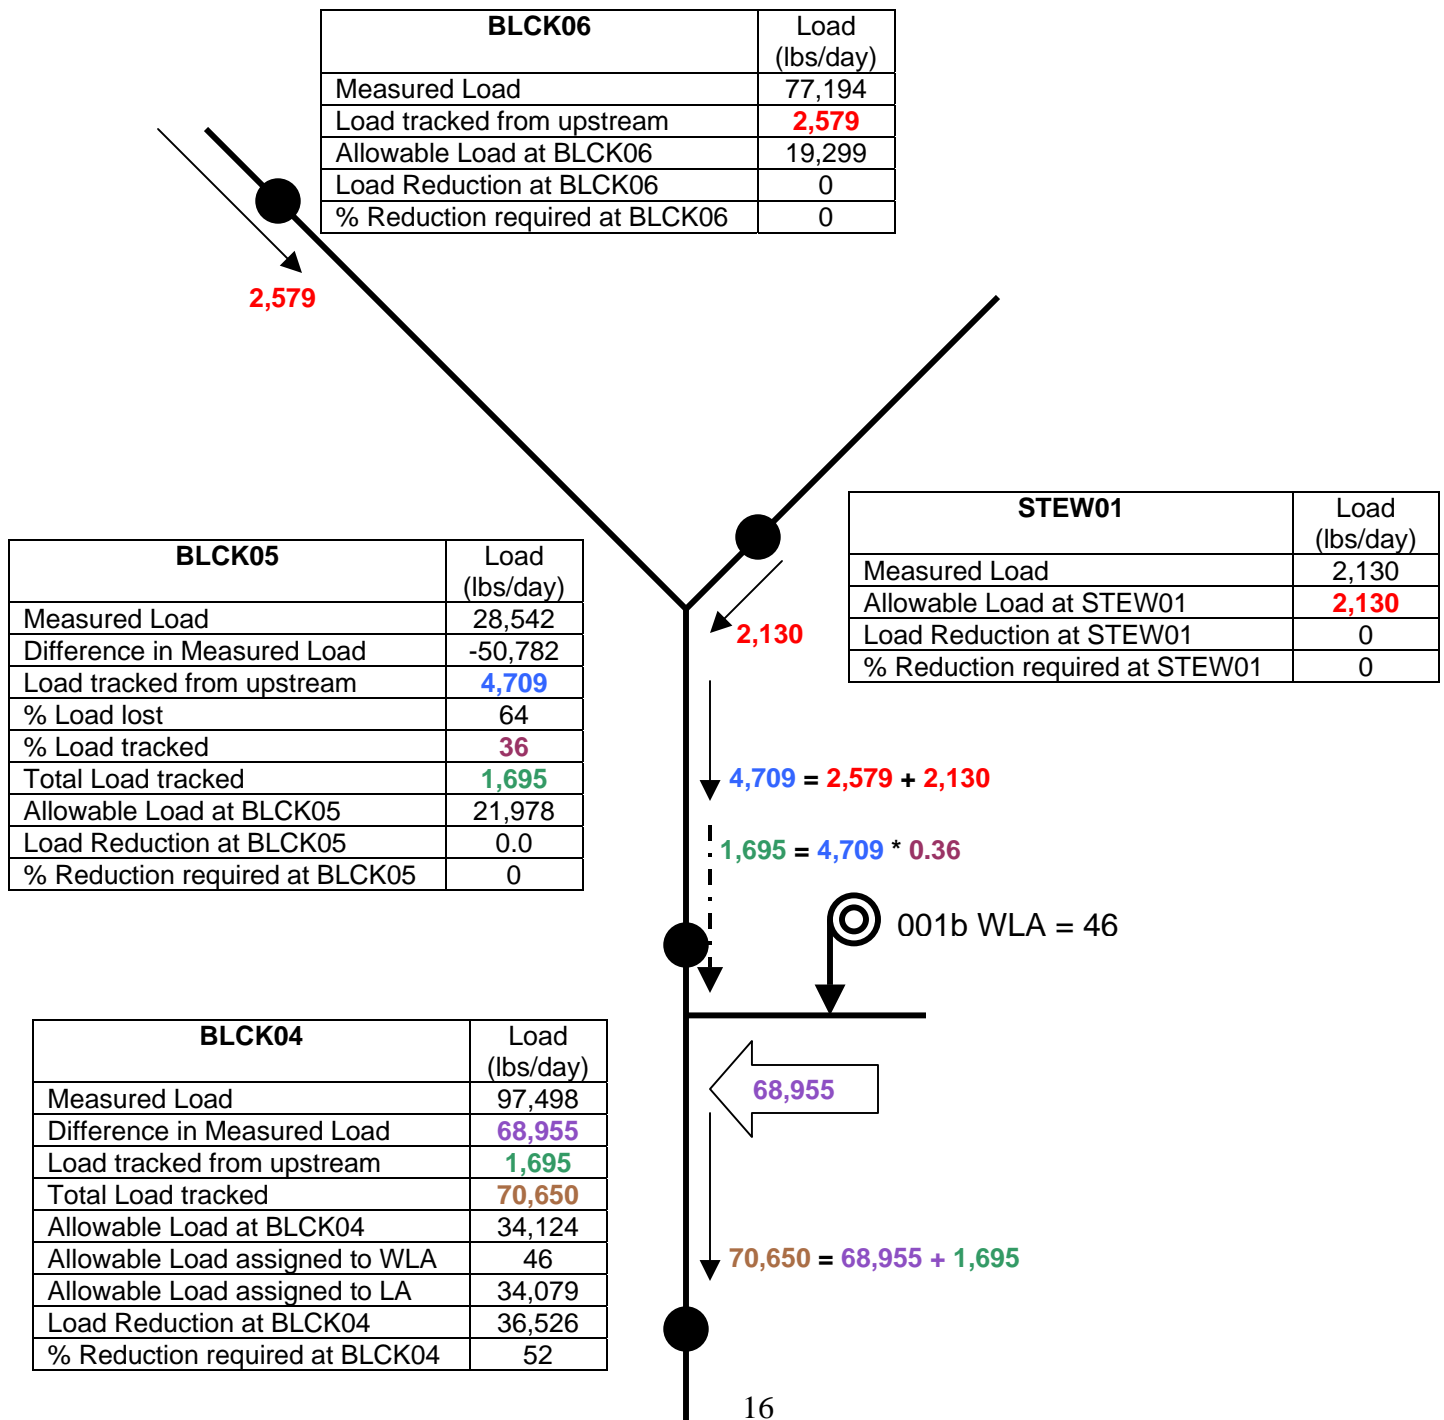 BLCK06 Load
(lbs/day)
Measured Load 77,194
Load tracked from upstream 2,579
Allowable Load at BLCK06 19,299
Load Reduction at BLCK06 0
% Reduction required at BLCK06 0
2,579
STEW01 Load
(lbs/day)
Measured Load 2,130
Allowable Load at STEW01 2,130
Load Reduction at STEW01 0
% Reduction required at STEW01 0
2,130
BLCK05 Load
(lbs/day)
Measured Load 28,542
Difference in Measured Load -50,782
Load tracked from upstream 4,709
% Load lost 64
% Load tracked 36
Total Load tracked 1,695
Allowable Load at BLCK05 21,978
Load Reduction at BLCK05 0.0
% Reduction required at BLCK05 0
4,709 = 2,579 + 2,130
1,695 = 4,709 * 0.36
001b WLA = 46
BLCK04 Load
(lbs/day)
Measured Load 97,498
Difference in Measured Load 68,955
Load tracked from upstream 1,695
Total Load tracked 70,650
Allowable Load at BLCK04 34,124
Allowable Load assigned to WLA 46
Allowable Load assigned to LA 34,079
Load Reduction at BLCK04 36,526
% Reduction required at BLCK04 52
68,955
70,650 = 68,955 + 1,695
16